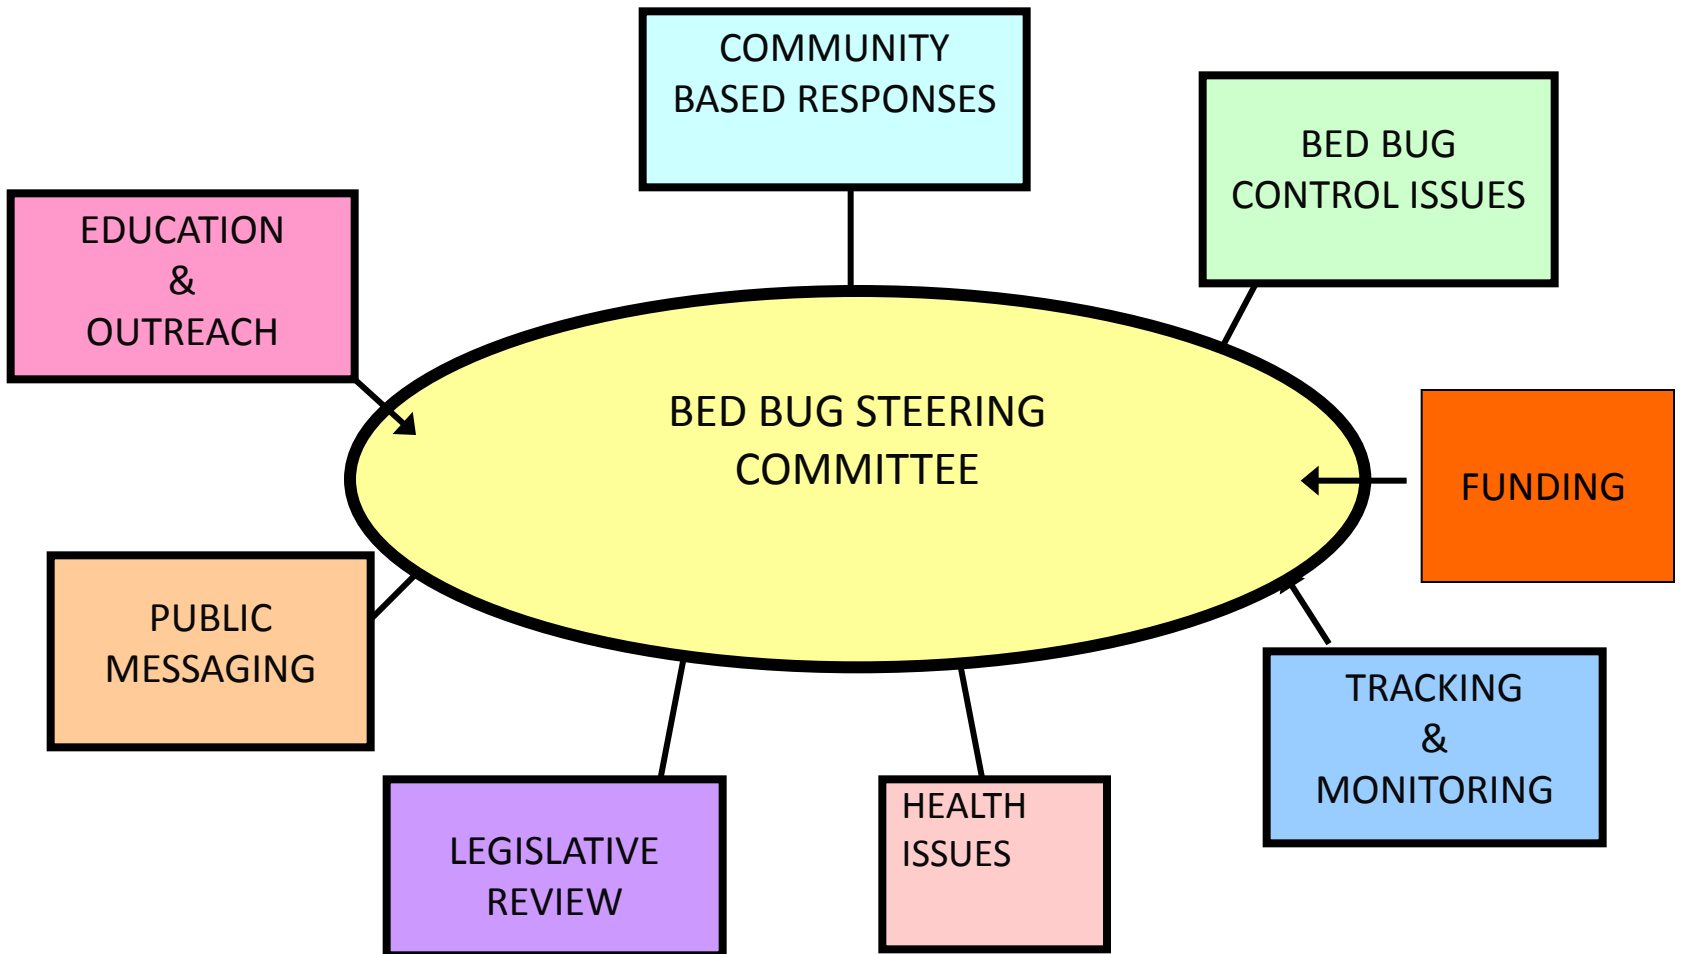 COMMUNITY
BASED RESPONSES
BED BUG
CONTROL ISSUES
EDUCATION
&
OUTREACH
BED BUG STEERING
COMMITTEE
FUNDING
PUBLIC
MESSAGING
TRACKING
&
MONITORING
LEGISLATIVE
REVIEW
HEALTH
ISSUES